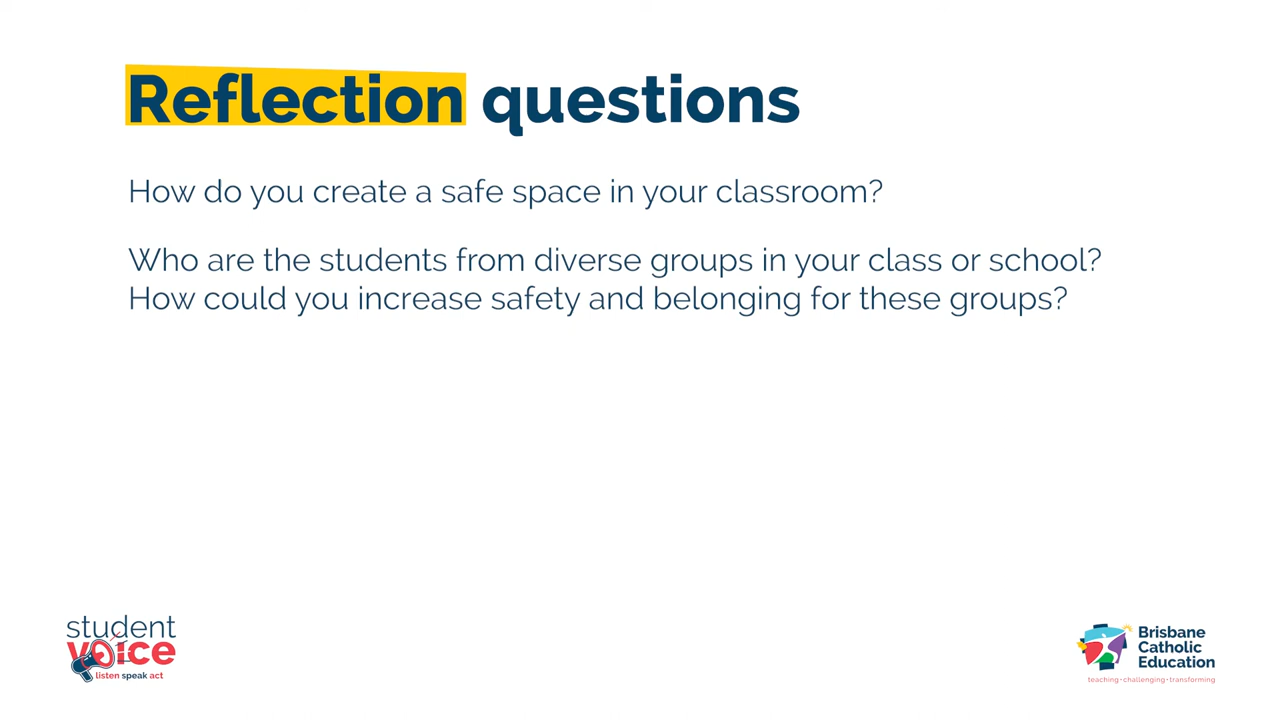 Reflection questions
How do you create a safe space in your classroom?
Who are the students from diverse groups in your class or school?
How could you increase safety and belonging for these groups?
student
voice
listen speak act
Brisbane
Catholic
Education
teaching•challenging•transforming